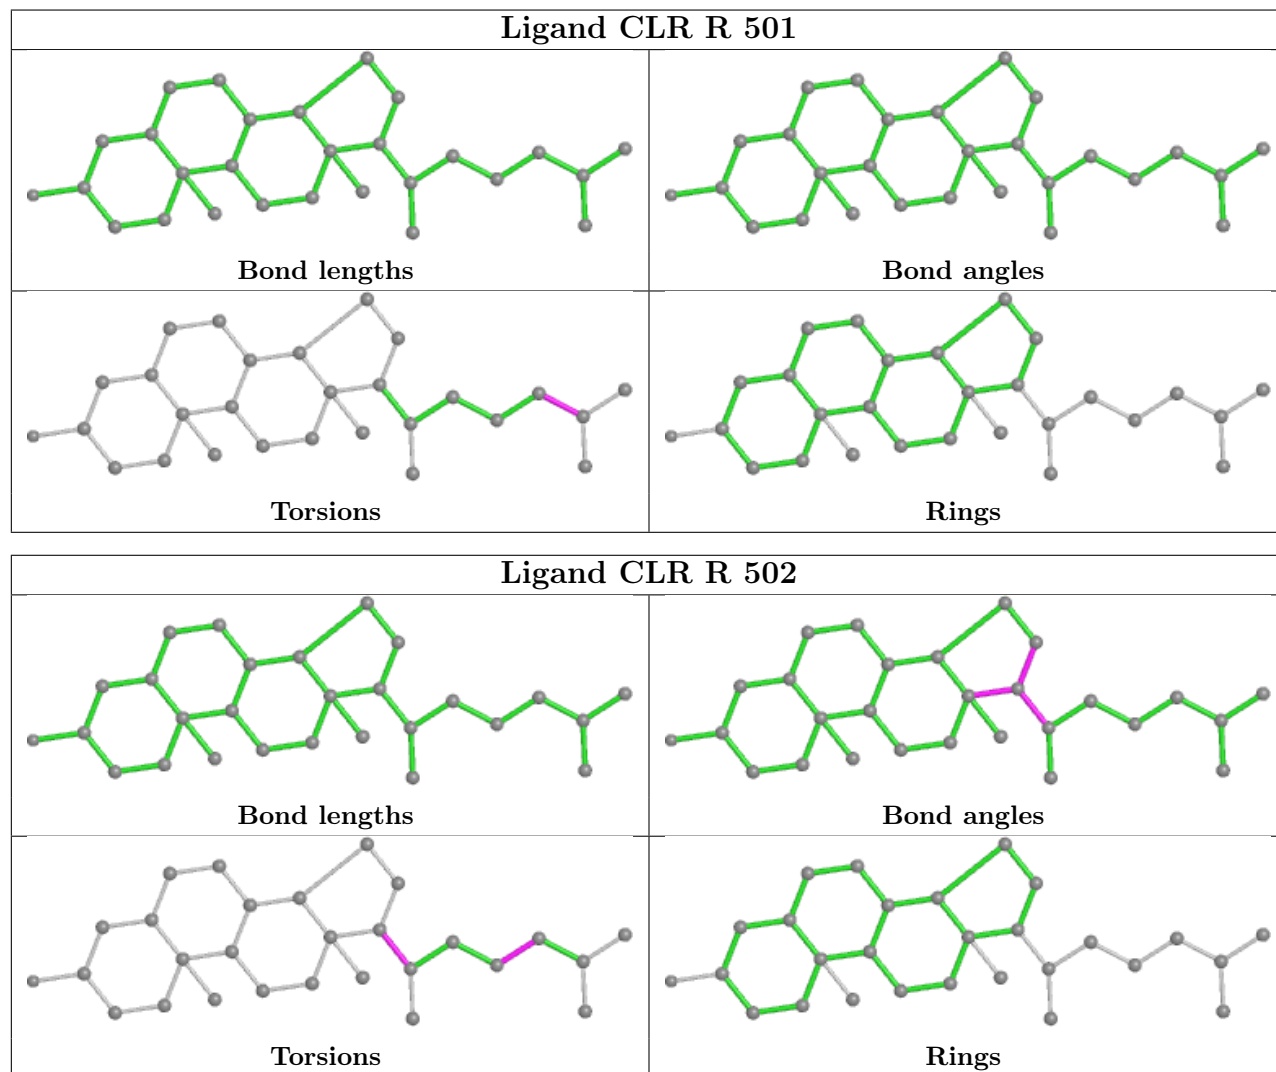 Ligand CLR R 501
Bond lengths
Bond angles
Torsions
Rings
Ligand CLR R 502
Bond lengths
Bond angles
Torsions
Rings